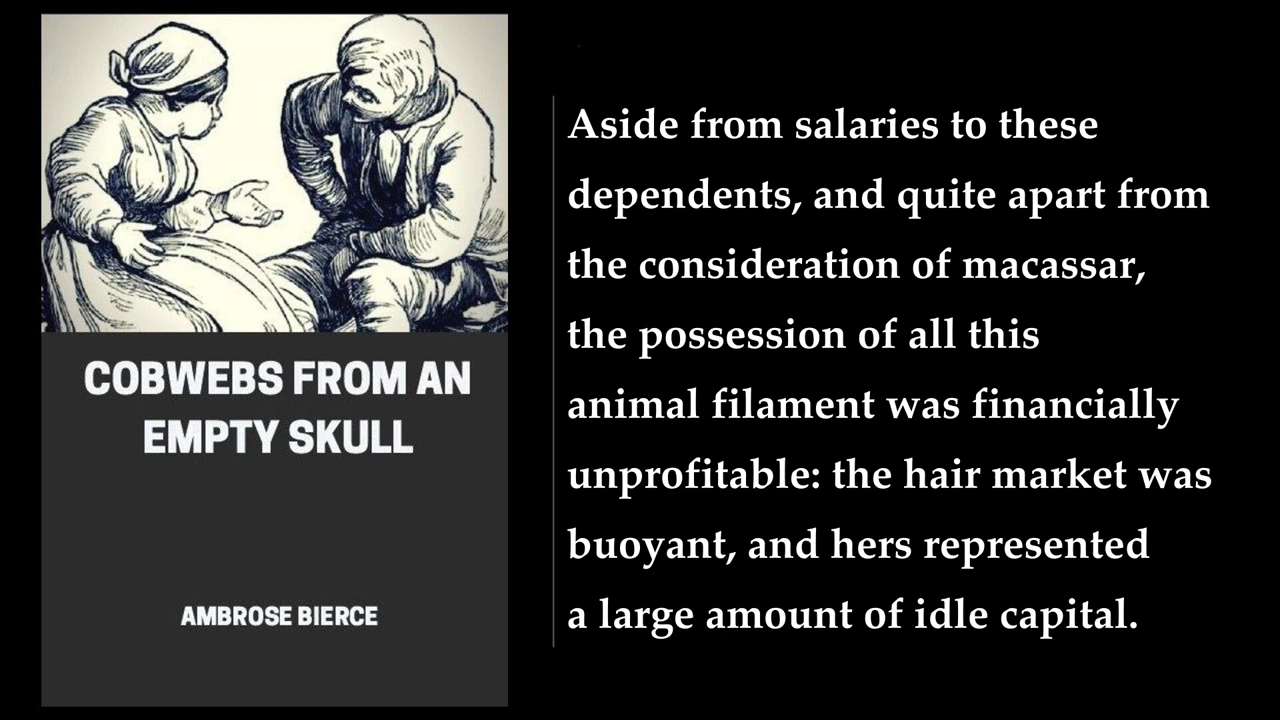 COBWEBS FROM AN
EMPTY SKULL
AMBROSE BIERCE
Aside from salaries to these
dependents, and quite apart from
the consideration of macassar,
the possession of all this
animal filament was financially
unprofitable: the hair market was
buoyant, and hers represented
a large amount of idle capital.